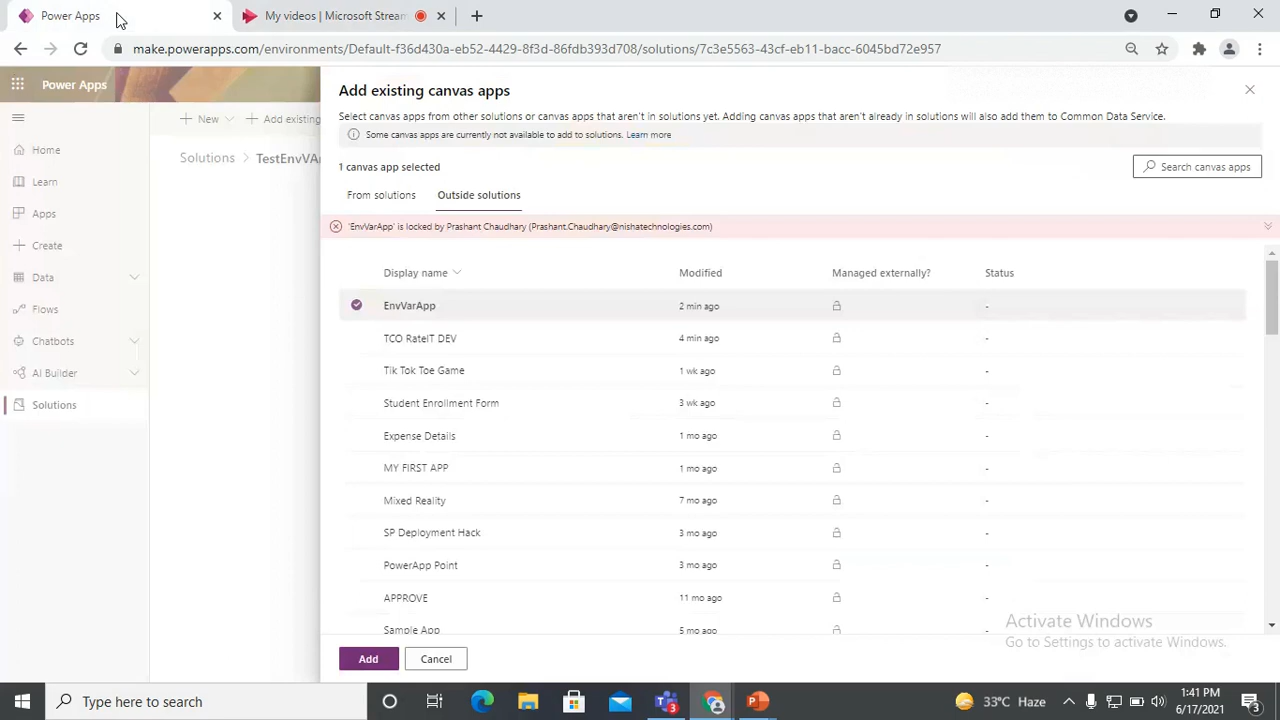 Power Apps
My videos | Microsoft Stream
make.powerapps.com/environments/Default-f36d430a-eb52-4429-8f3d-86fdb393d708/solutions/7c3e5563-43cf-eb11-bacc-6045bd72e957
Power Apps
Home
Learn
Apps
Create
Data
Flows
Chatbots
AI Builder
Solutions
New
Add existing
Solutions > TestEnvVA
Add existing canvas apps
Select canvas apps from other solutions or canvas apps that aren't in solutions yet. Adding canvas apps that aren't already in solutions will also add them to Common Data Service.
Some canvas apps are currently not available to add to solutions. Learn more
1 canvas app selected
Search canvas apps
From solutions Outside solutions
'EnvVarApp' is locked by Prashant Chaudhary (Prashant.Chaudhary@nishatechnologies.com)
Display name Modified Managed externally? Status
EnvVarApp 2 min ago -
TCO RateIT DEV 4 min ago -
Tik Tok Toe Game 1 wk ago -
Student Enrollment Form 3 wk ago -
Expense Details 1 mo ago -
MY FIRST APP 1 mo ago -
Mixed Reality 7 mo ago -
SP Deployment Hack 3 mo ago -
PowerApp Point 3 mo ago -
APPROVE 11 mo ago -
Sample App 5 mo ago -
Activate Windows
Go to Settings to activate Windows.
Add Cancel
Type here to search
3
33°C Haze
1:41 PM
6/17/2021
3